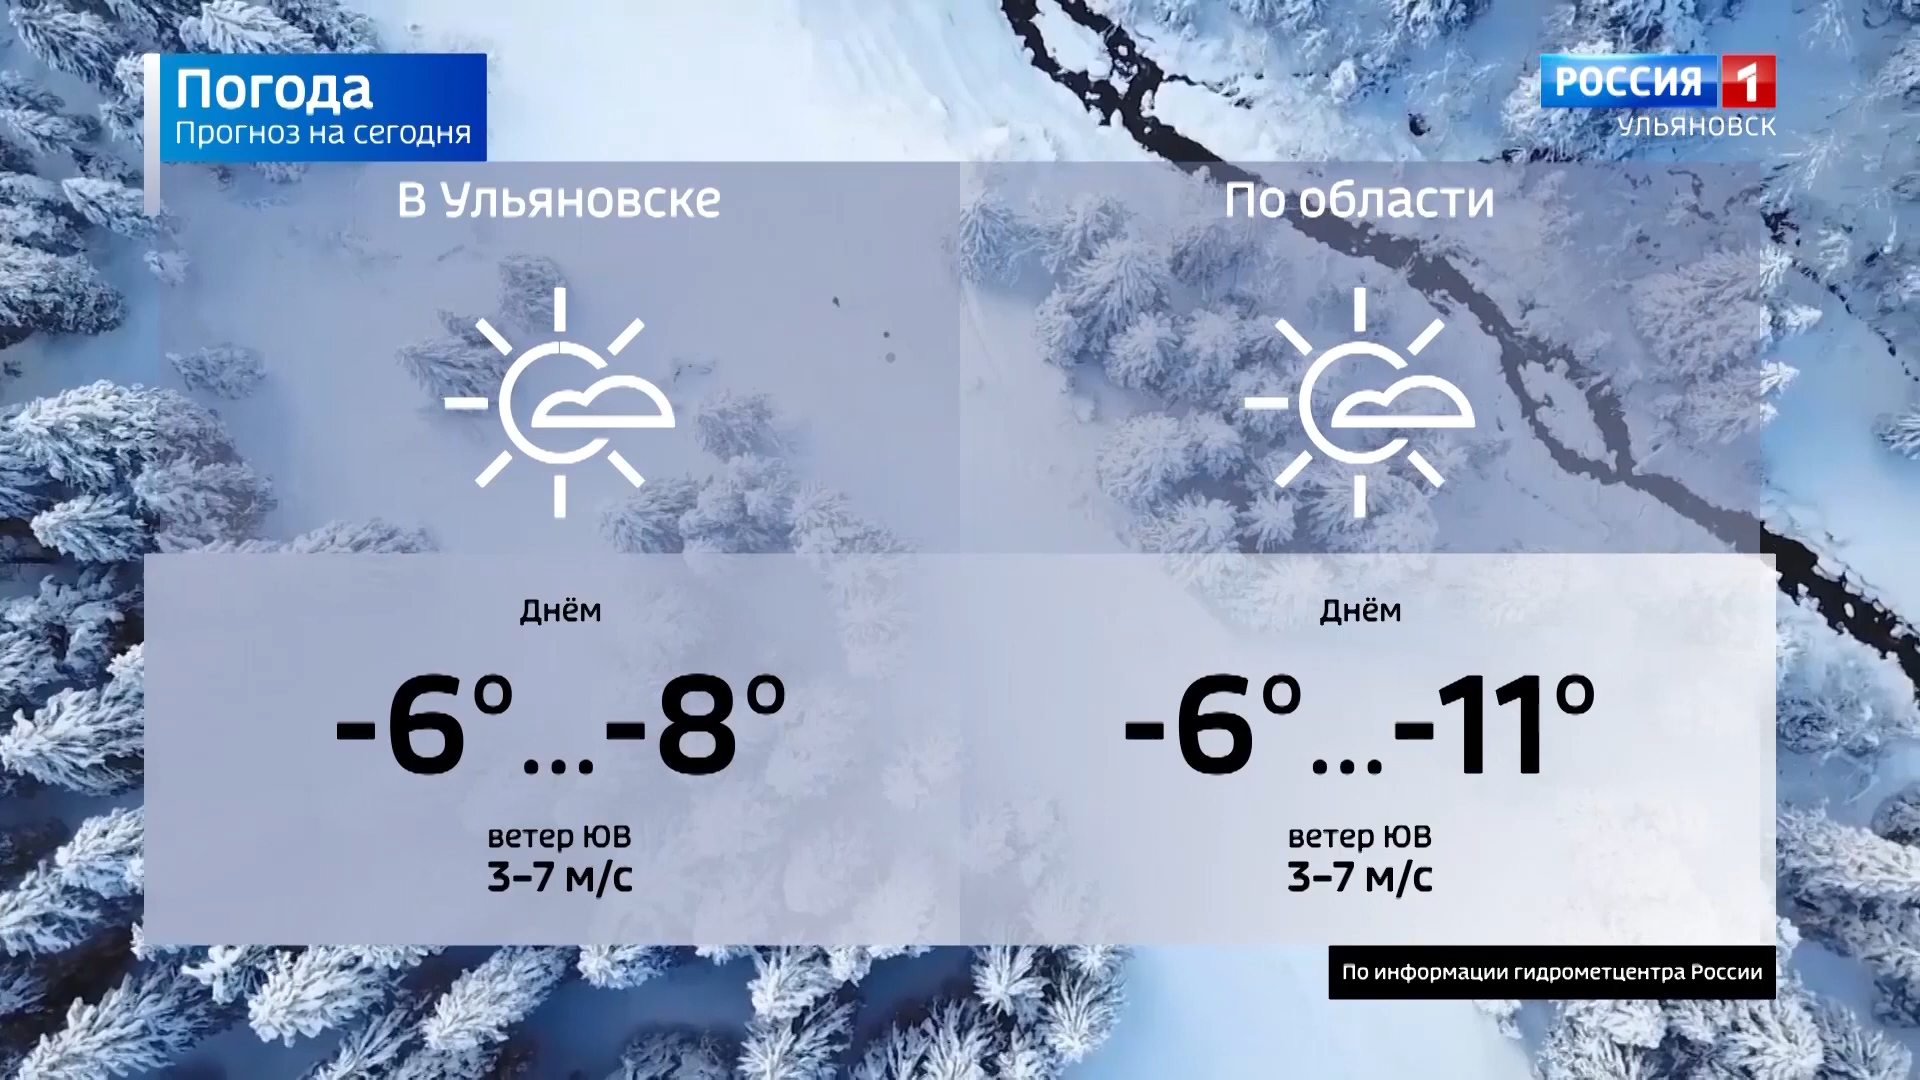 Погода
Прогноз на сегодня
РОССИЯ 1
УЛЬЯНОВСК
В Ульяновске
По области
Днём
-6°...-8°
ветер ЮВ
3-7 м/с
Днём
-6°...-11°
ветер ЮВ
3-7 м/с
По информации гидрометцентра России